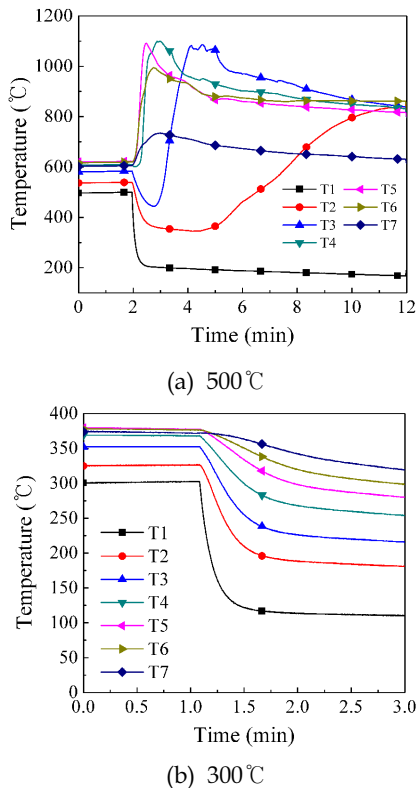 1200
1000
800
600
400
200
Temperature (℃)
T1 T5
T2 T6
T3 T7
T4
0 2 4 6 8 10 12
Time (min)
(a) 500℃
400
350
300
250
200
150
100
50
0
Temperature (℃)
T1
T2
T3
T4
T5
T6
T7
0.0 0.5 1.0 1.5 2.0 2.5 3.0
Time (min)
(b) 300℃